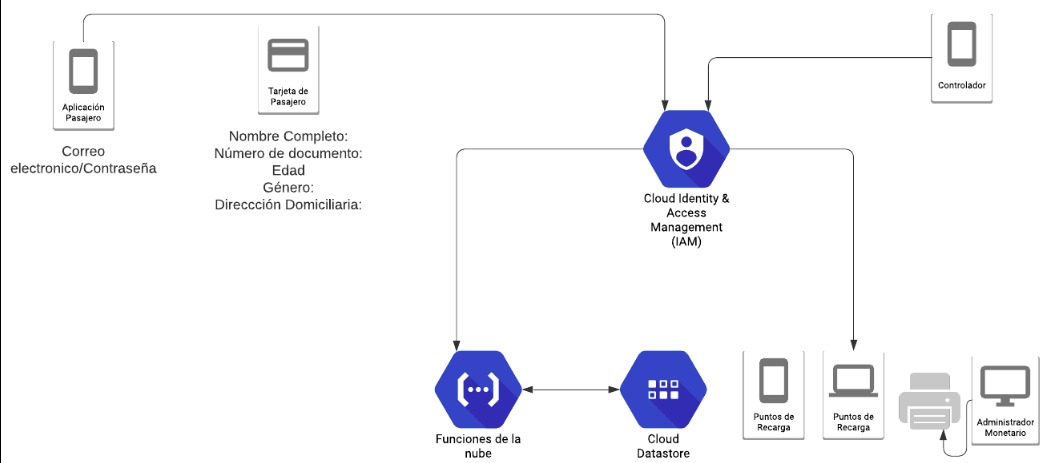 Aplicación
Pasajero
Correo
electronico/Contraseña
Tarjeta de
Pasajero
Nombre Completo:
Número de documento:
Edad
Género:
Direccción Domiciliaria:
Controlador
Cloud Identity &
Access
Management
(IAM)
Funciones de la
nube
Cloud
Datastore
Puntos de
Recarga
Puntos de
Recarga
Administrador
Monetario